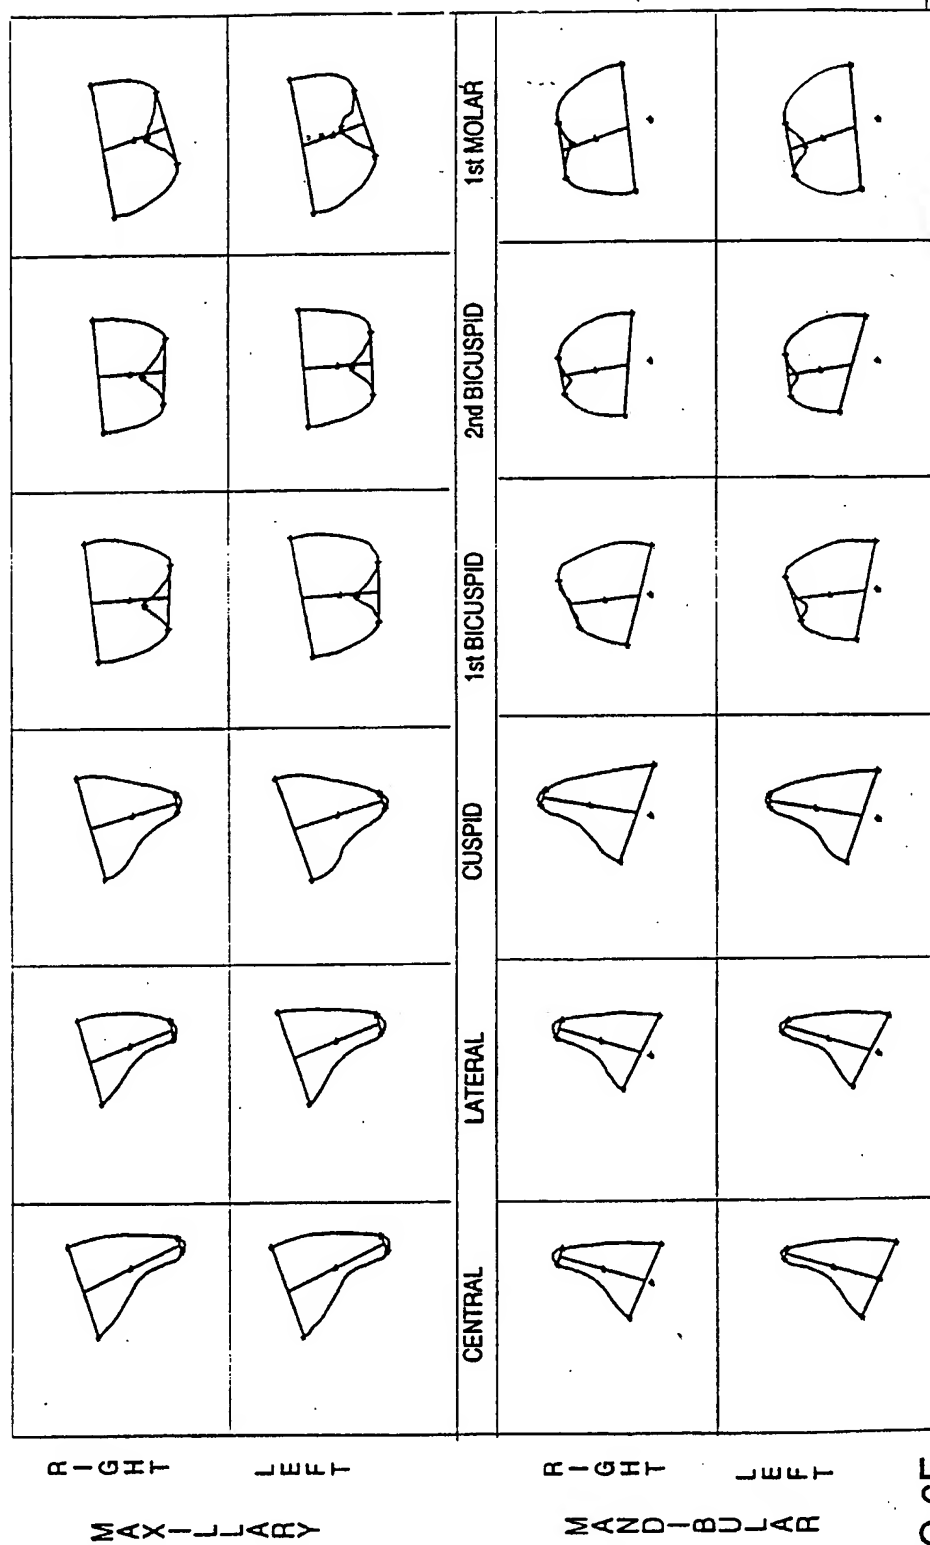 MAXILLARY
RIGHT
LEFT
CENTRAL
LATERAL
CUSPID
1st BICUSPID
2nd BICUSPID
1st MOLAR
MANDIBULAR
RIGHT
LEFT